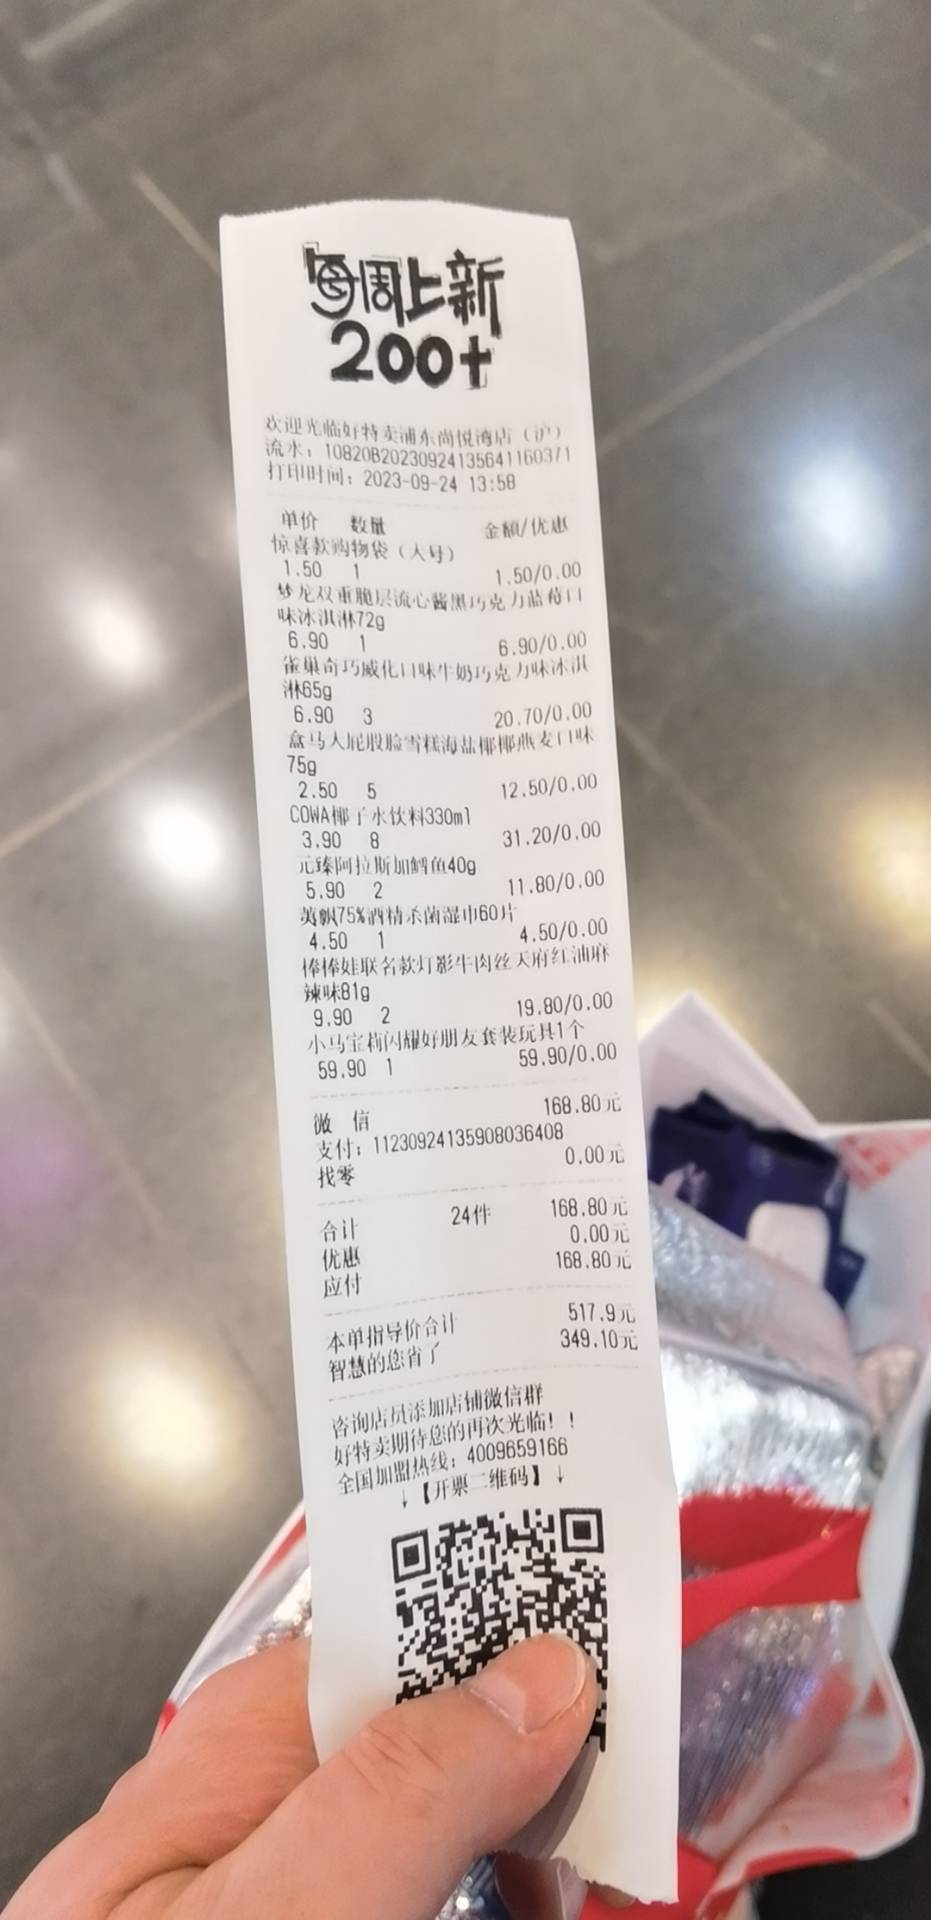 每周上新
200+
欢迎光临好特卖浦东尚悦湾店（沪）
流水：10820B20230924135641160371
打印时间：2023-09-24 13:58
单价 数量 金额/优惠
惊喜款购物袋（大号）
1.50 1 1.50/0.00
梦龙双重脆层流心酱黑巧克力蓝莓口
味冰淇淋72g
6.90 1 6.90/0.00
雀巢奇巧威化口味牛奶巧克力味冰淇
淋65g
6.90 3 20.70/0.00
盒马大屁股脸雪糕海盐椰椰燕麦口味
75g
2.50 5 12.50/0.00
COWA椰子水饮料330ml
3.90 8 31.20/0.00
元臻阿拉斯加鳕鱼40g
5.90 2 11.80/0.00
英飘75%酒精杀菌湿巾60片
4.50 1 4.50/0.00
棒棒娃联名款灯影牛肉丝天府红油麻
辣味81g
9.90 2 19.80/0.00
小马宝莉闪耀好朋友套装玩具1个
59.90 1 59.90/0.00
微 信 168.80元
支付：11230924135908036408
找零 0.00元
合计 24件 168.80元
优惠 0.00元
应付 168.80元
本单指导价合计 517.9元
智慧的您省了 349.10元
咨询店员添加店铺微信群
好特卖期待您的再次光临！！
全国加盟热线：4009659166
↓【开票二维码】↓